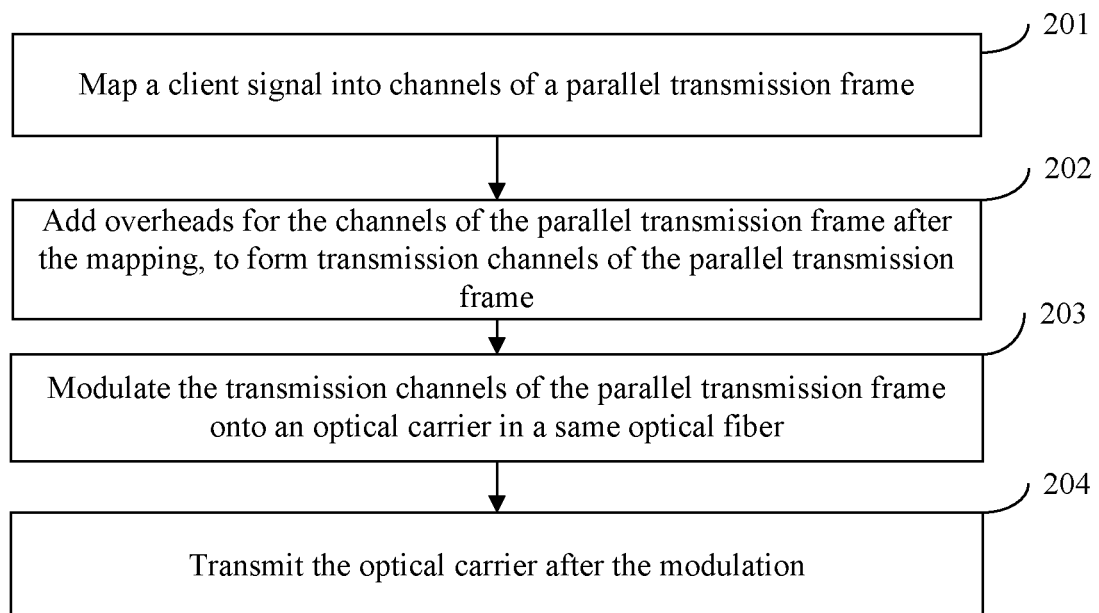 201
Map a client signal into channels of a parallel transmission frame
202
Add overheads for the channels of the parallel transmission frame after
the mapping, to form transmission channels of the parallel transmission
frame
203
Modulate the transmission channels of the parallel transmission frame
onto an optical carrier in a same optical fiber
204
Transmit the optical carrier after the modulation